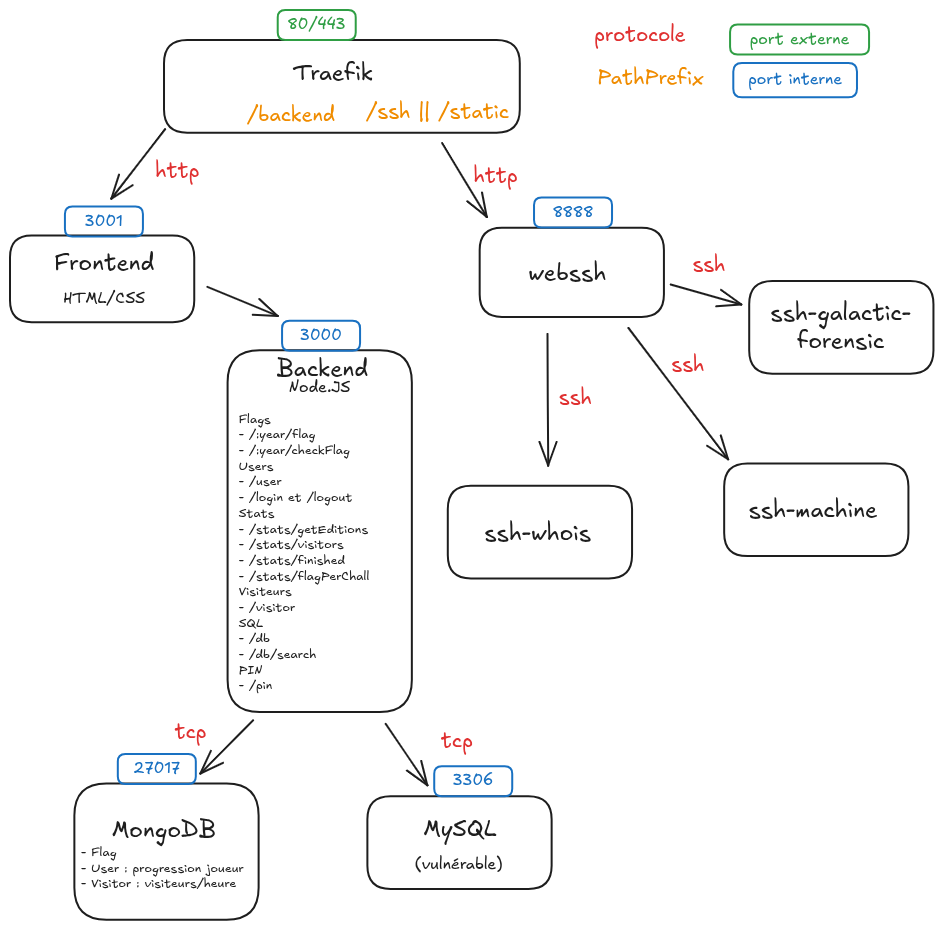 80/443
Traefik
/backend
/ssh || /static
protocole
port externe
PathPrefix
port interne
http
http
3001
Frontend
HTML/CSS
8888
webssh
ssh
ssh-galactic-
forensic
ssh
ssh
ssh-whois
ssh-machine
3000
Backend
Node.JS
Flags
- /:year/flag
- /:year/checkFlag
Users
- /user
- /login et /logout
Stats
- /stats/getEditions
- /stats/visitors
- /stats/finished
- /stats/flagPerChall
Visiteurs
- /visitor
SQL
- /db
- /db/search
PIN
- /pin
tcp
tcp
27017
MongoDB
- Flag
- User : progression joueur
- Visitor : visiteurs/heure
3306
MySQL
(vulnérable)